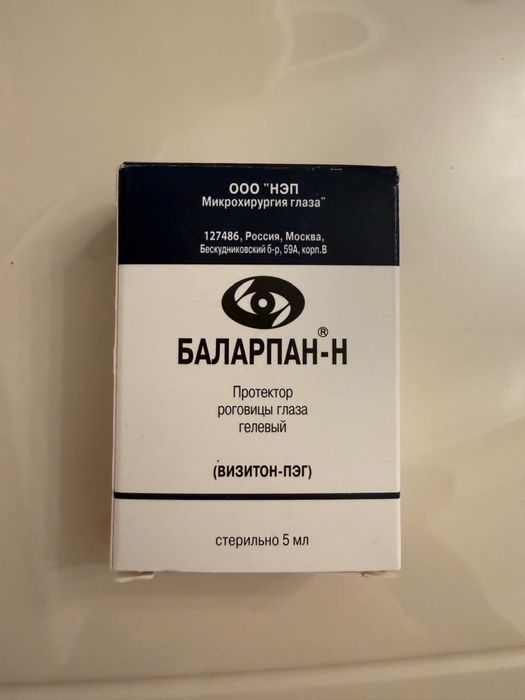 ООО "НЭП
Микрохирургия глаза"
127486, Россия, Москва,
Бескудниковский б-р, 59А, корп.В
БАЛАРПАН-Н®
Протектор
роговицы глаза
гелевый
(ВИЗИТОН-ПЭГ)
стерильно 5 мл